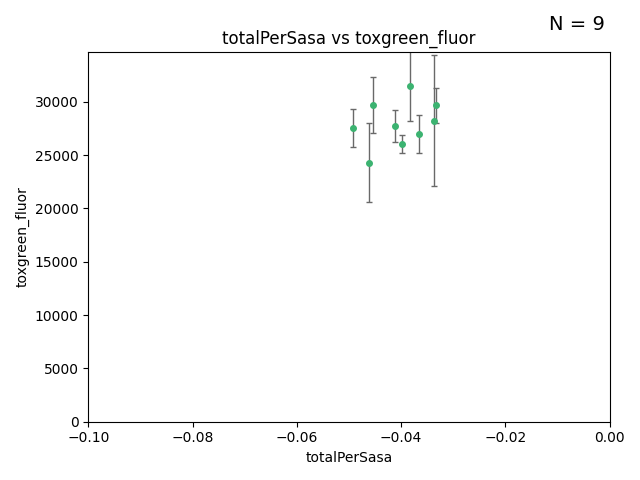 N = 9
totalPerSasa vs toxgreen_fluor
30000
25000
20000
15000
10000
5000
0
toxgreen_fluor
−0.10 −0.08 −0.06 −0.04 −0.02 0.00
totalPerSasa